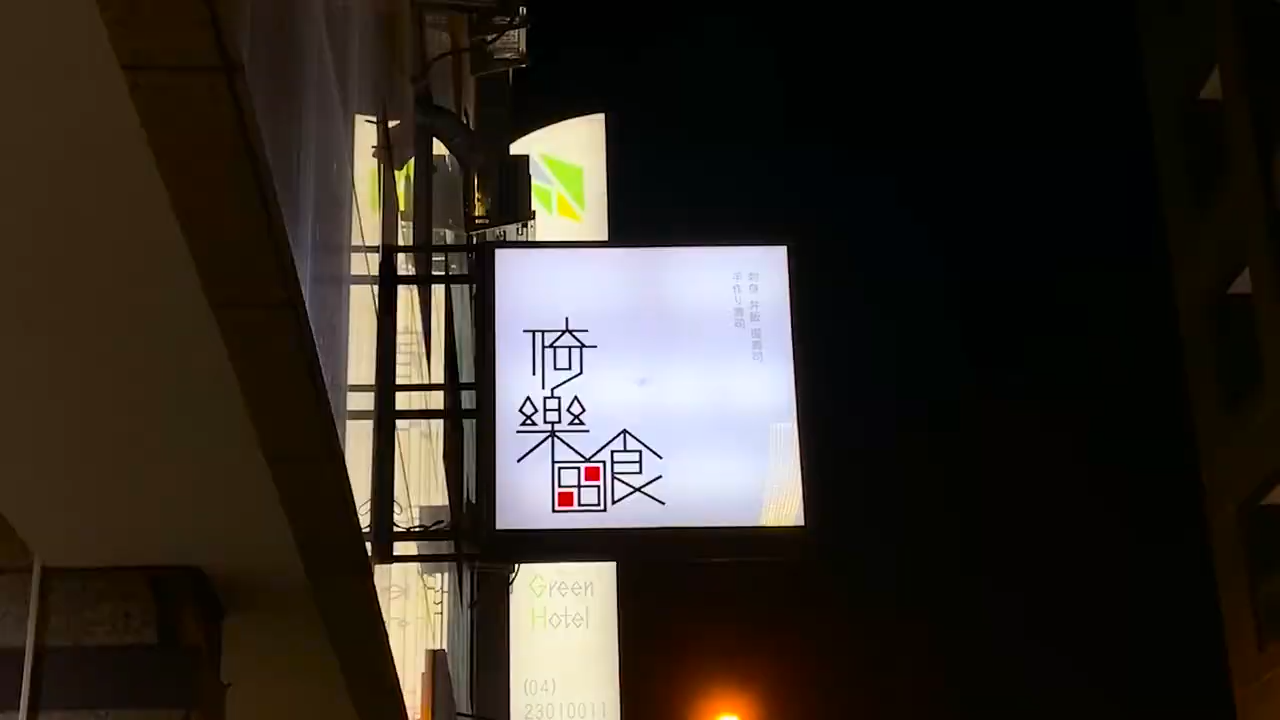 倚
樂
食
刺身 丼飯 握壽司
手作り壽司
Green
Hotel
(04)
23010011